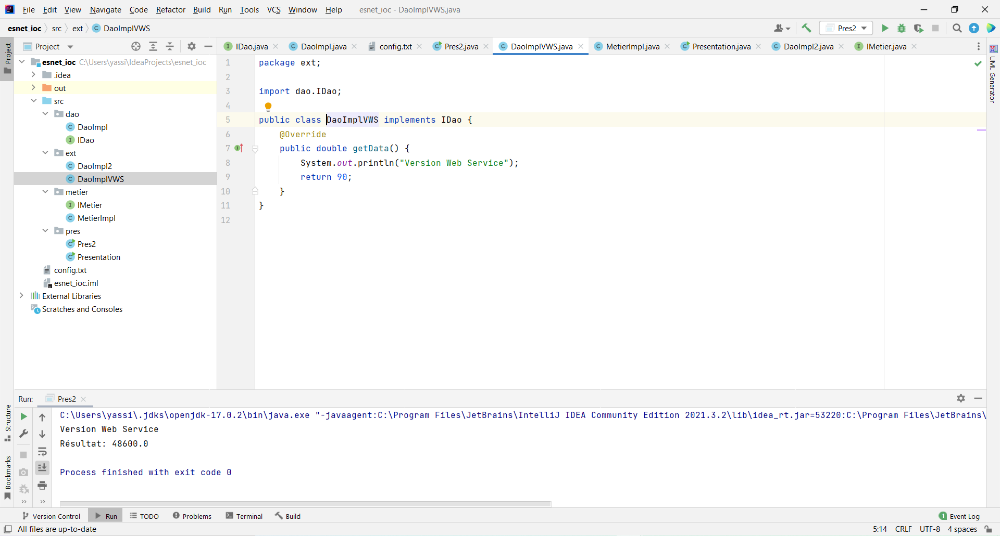 File Edit View Navigate Code Refactor Build Run Tools VCS Window Help esnet_ioc - DaoImplVWS.java
esnet_ioc src ext DaoImplVWS Pres2
Project
Project
IDao.java DaoImpl.java config.txt Pres2.java DaoImplVWS.java MetierImpl.java Presentation.java DaoImpl2.java IMetier.java
UML Generator
esnet_ioc C:\Users\yassi\IdeaProjects\esnet_ioc
.idea
out
src
dao
DaoImpl
IDao
ext
DaoImpl2
DaoImplVWS
metier
IMetier
MetierImpl
pres
Pres2
Presentation
config.txt
esnet_ioc.iml
External Libraries
Scratches and Consoles
1 package ext;
2
3 import dao.IDao;
4
5 public class DaoImplVWS implements IDao {
6 @Override
7 public double getData() {
8 System.out.println("Version Web Service");
9 return 90;
10 }
11 }
12
Run: Pres2
Structure
Bookmarks
C:\Users\yassi\.jdks\openjdk-17.0.2\bin\java.exe "-javaagent:C:\Program Files\JetBrains\IntelliJ IDEA Community Edition 2021.3.2\lib\idea_rt.jar=53220:C:\Program Files\JetBrains\
Version Web Service
Résultat: 48600.0
Process finished with exit code 0
Version Control Run TODO Problems Terminal Build 1 Event Log
All files are up-to-date 5:14 CRLF UTF-8 4 spaces